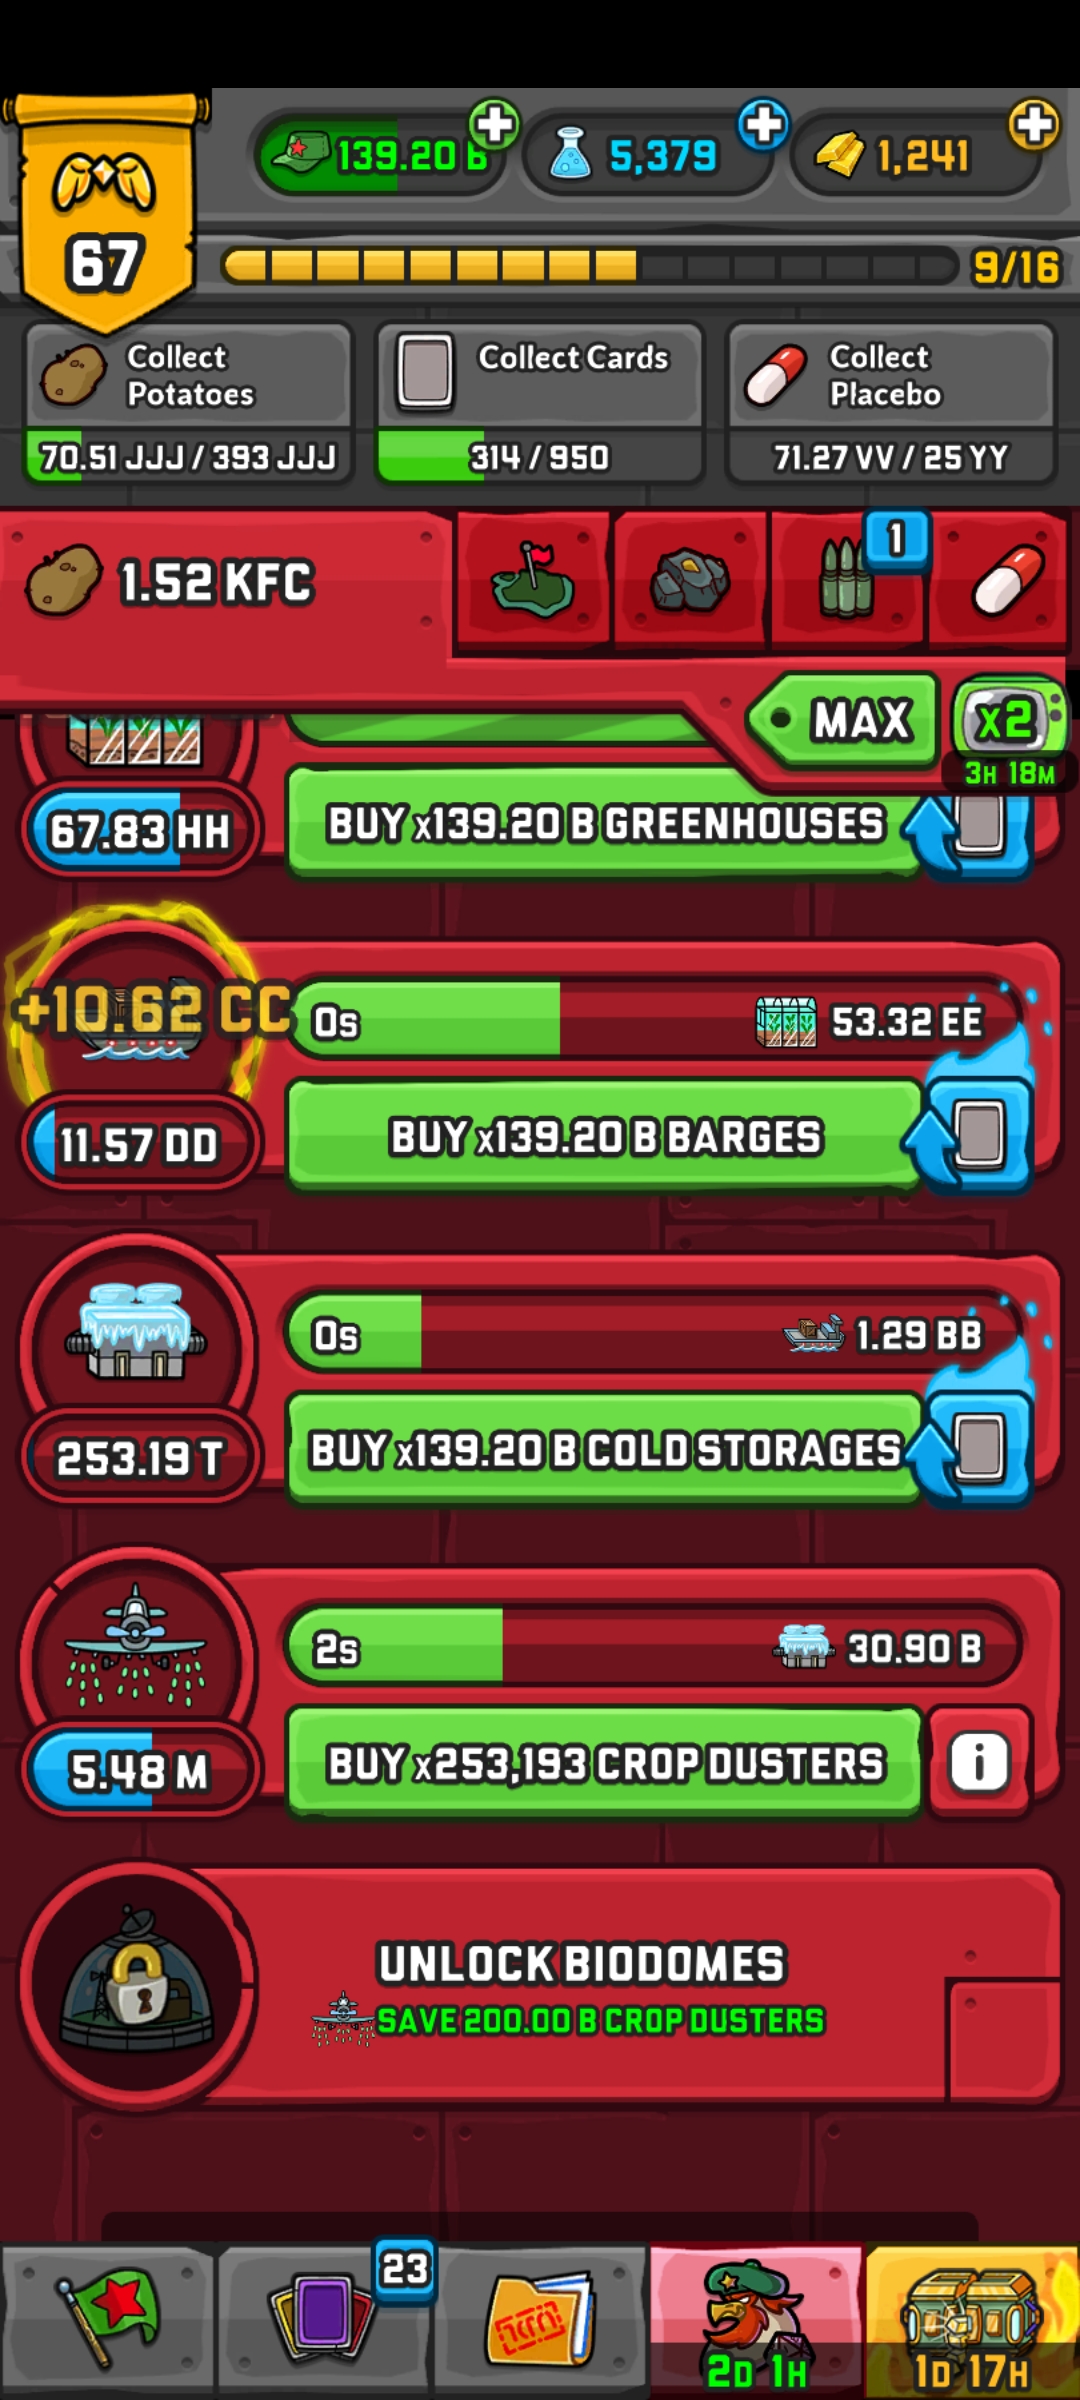 139.20 B
5,379
1,241
67
9/16
Collect
Potatoes
70.51 JJJ / 393 JJJ
Collect Cards
314 / 950
Collect
Placebo
71.27 VV / 25 YY
1.52 KFC
1
MAX
x2
3H 18M
67.83 HH
BUY x139.20 B GREENHOUSES
+10.62 CC
0s
53.32 EE
11.57 DD
BUY x139.20 B BARGES
0s
1.29 BB
253.19 T
BUY x139.20 B COLD STORAGES
2s
30.90 B
5.48 M
BUY x253,193 CROP DUSTERS
i
UNLOCK BIODOMES
SAVE 200.00 B CROP DUSTERS
23
2D 1H
1D 17H